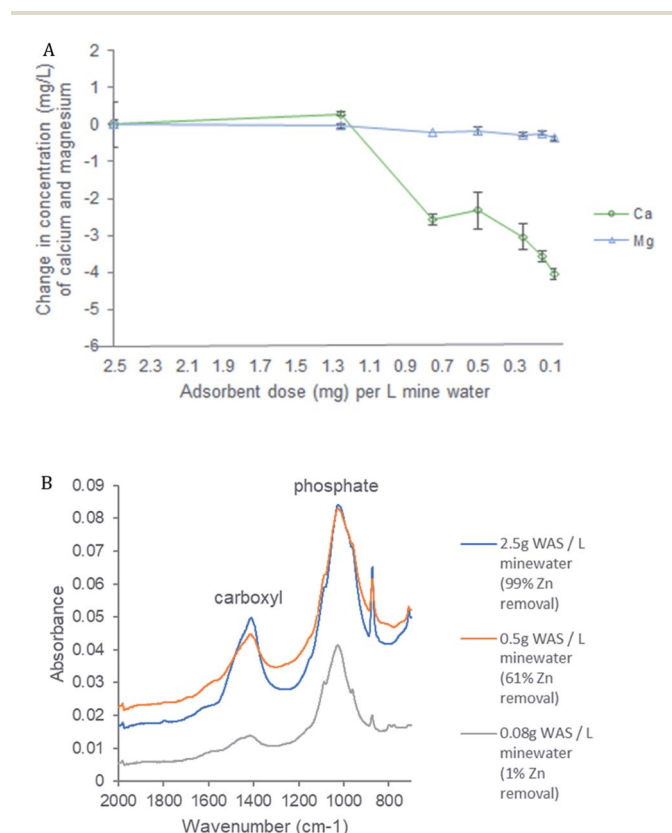 A
2
1
0
-1
-2
-3
-4
-5
-6
Change in concentration (mg/L)
of calcium and magnesium
2.5 2.3 2.1 1.9 1.7 1.5 1.3 1.1 0.9 0.7 0.5 0.3 0.1
Adsorbent dose (mg) per L mine water
Ca
Mg
B
0.09
0.08
0.07
0.06
0.05
0.04
0.03
0.02
0.01
0
Absorbance
phosphate
carboxyl
2000 1800 1600 1400 1200 1000 800
Wavenumber (cm-1)
2.5g WAS / L
minewater
(99% Zn
removal)
0.5g WAS / L
minewater
(61% Zn
removal)
0.08g WAS / L
minewater
(1% Zn
removal)